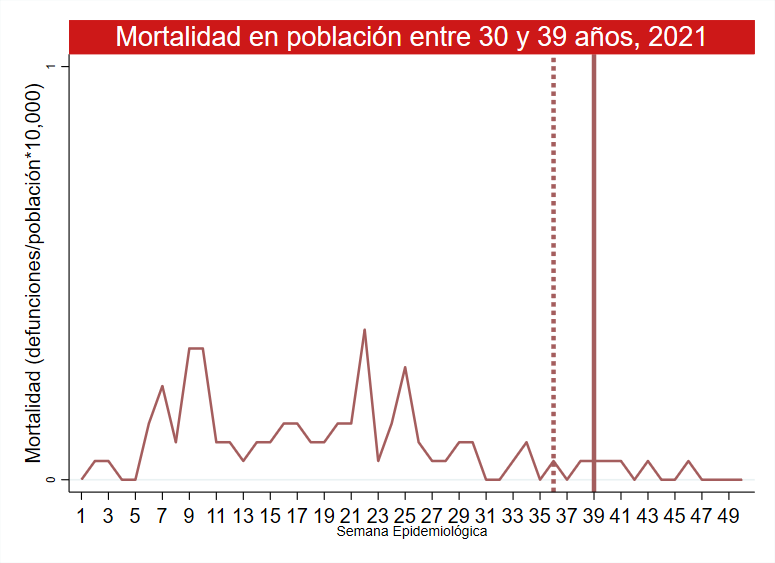 Mortalidad en población entre 30 y 39 años, 2021
Mortalidad (defunciones/población*10,000)
1
0
1 3 5 7 9 11 13 15 17 19 21 23 25 27 29 31 33 35 37 39 41 43 45 47 49
Semana Epidemiológica